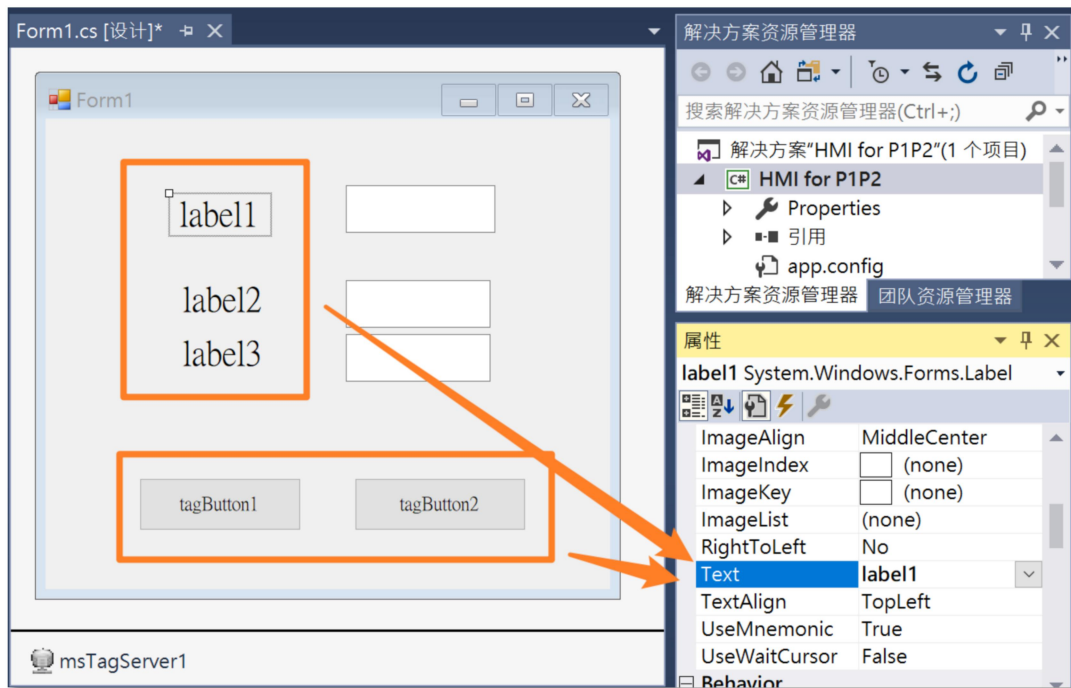 Form1.cs [设计]*
Form1
label1
label2
label3
tagButton1
tagButton2
msTagServer1
解决方案资源管理器
搜索解决方案资源管理器(Ctrl+;)
解决方案"HMI for P1P2"(1 个项目)
C# HMI for P1P2
Properties
引用
app.config
解决方案资源管理器 团队资源管理器
属性
label1 System.Windows.Forms.Label
ImageAlign MiddleCenter
ImageIndex (none)
ImageKey (none)
ImageList (none)
RightToLeft No
Text label1
TextAlign TopLeft
UseMnemonic True
UseWaitCursor False
Behavior